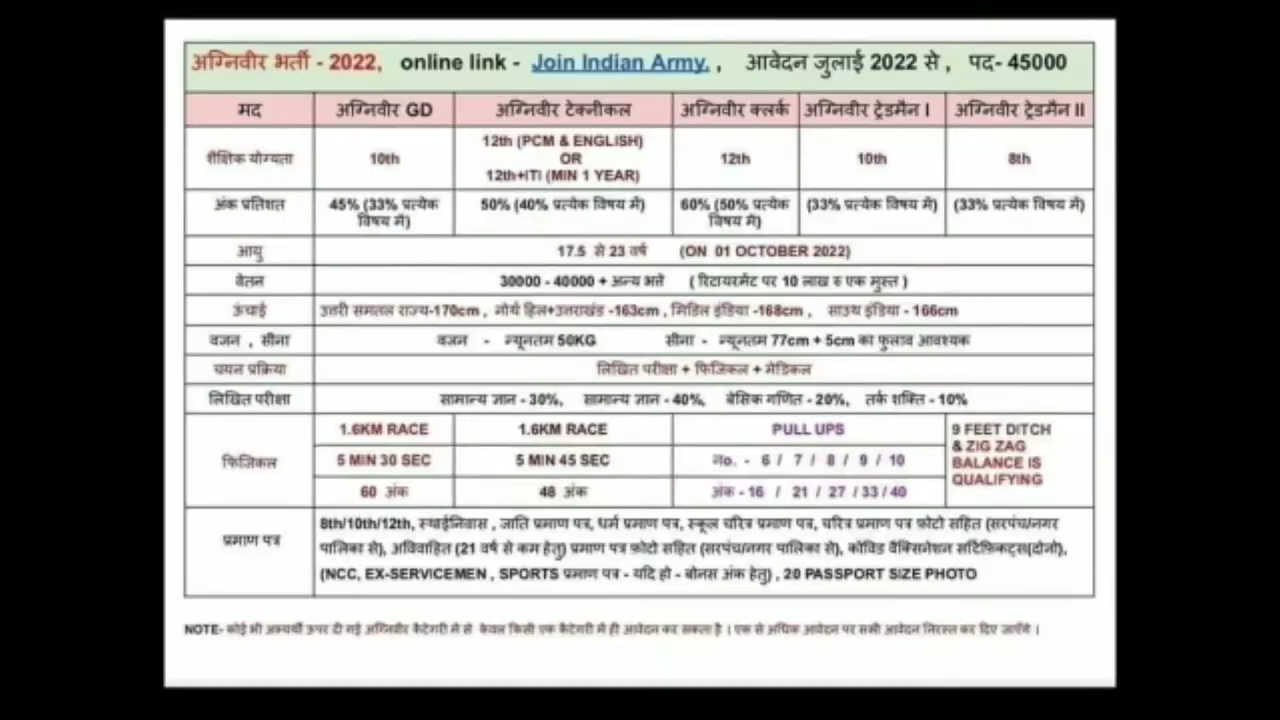 अग्निवीर भर्ती - 2022, online link - Join Indian Army, , आवेदन जुलाई 2022 से , पद- 45000
मद अग्निवीर GD अग्निवीर टेक्नीकल अग्निवीर क्लर्क अग्निवीर ट्रेडमैन I अग्निवीर ट्रेडमैन II
शैक्षिक योग्यता 10th 12th (PCM & ENGLISH) OR 12th+ITI (MIN 1 YEAR) 12th 10th 8th
अंक प्रतिशत 45% (33% प्रत्येक विषय में) 50% (40% प्रत्येक विषय में) 60% (50% प्रत्येक विषय में) (33% प्रत्येक विषय में) (33% प्रत्येक विषय में)
आयु 17.5 से 23 वर्ष (ON 01 OCTOBER 2022)
वेतन 30000 - 40000 + अन्य भत्ते ( रिटायरमेंट पर 10 लाख रु एक मुस्त )
ऊंचाई उत्तरी समतल राज्य-170cm , नोर्थ हिल+उत्तराखंड -163cm , मिडिल इंडिया -168cm , साउथ इंडिया - 166cm
वजन , सीना वजन - न्यूनतम 50KG सीना - न्यूनतम 77cm + 5cm का फुलाव आवश्यक
चयन प्रक्रिया लिखित परीक्षा + फिजिकल + मेडिकल
लिखित परीक्षा सामान्य ज्ञान - 30%, सामान्य ज्ञान - 40%, बेसिक गणित - 20%, तर्क शक्ति - 10%
फिजिकल 1.6KM RACE 1.6KM RACE PULL UPS 9 FEET DITCH & ZIG ZAG BALANCE IS QUALIFYING
5 MIN 30 SEC 5 MIN 45 SEC No. - 6 / 7 / 8 / 9 / 10
60 अंक 48 अंक अंक - 16 / 21 / 27 / 33 / 40
प्रमाण पत्र 8th/10th/12th, स्थाईनिवास , जाति प्रमाण पत्र, धर्म प्रमाण पत्र, स्कूल चरित्र प्रमाण पत्र, चरित्र प्रमाण पत्र फ़ोटो सहित (सरपंच/नगर
पालिका से), अविवाहित (21 वर्ष से कम हेतु) प्रमाण पत्र फ़ोटो सहित (सरपंच/नगर पालिका से), कोविड वैक्सिनेशन सर्टिफ़िकट्स(दोनो),
(NCC, EX-SERVICEMEN , SPORTS प्रमाण पत्र - यदि हो - बोनस अंक हेतु) , 20 PASSPORT SIZE PHOTO
NOTE- कोई भी अभ्यर्थी ऊपर दी गई अग्निवीर कैटेगरी में से केवल किसी एक कैटेगरी में ही आवेदन कर सकता है । एक से अधिक आवेदन पर सभी आवेदन निरस्त कर दिए जाएँगे ।